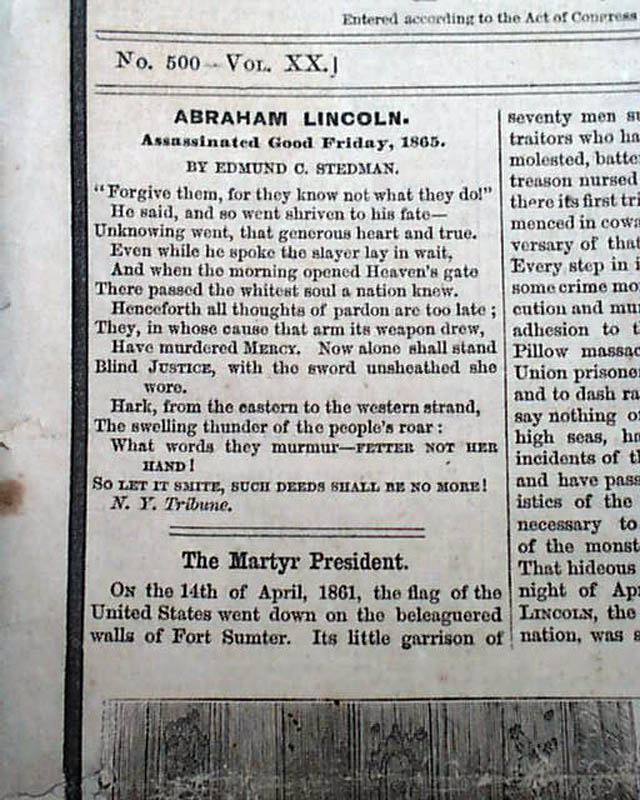 Entered according to the Act of Congress
No. 500 – Vol. XX.]
ABRAHAM LINCOLN.
Assassinated Good Friday, 1865.
BY EDMUND C. STEDMAN.
"Forgive them, for they know not what they do!"
He said, and so went shriven to his fate—
Unknowing went, that generous heart and true.
Even while he spoke the slayer lay in wait,
And when the morning opened Heaven's gate
There passed the whitest soul a nation knew.
Henceforth all thoughts of pardon are too late;
They, in whose cause that arm its weapon drew,
Have murdered MERCY. Now alone shall stand
Blind JUSTICE, with the sword unsheathed she
wore.
Hark, from the eastern to the western strand,
The swelling thunder of the people's roar:
What words they murmur—FETTER NOT HER
HAND!
SO LET IT SMITE, SUCH DEEDS SHALL BE NO MORE!
N. Y. Tribune.
The Martyr President.
ON the 14th of April, 1861, the flag of the
United States went down on the beleaguered
walls of Fort Sumter. Its little garrison of
seventy men
traitors who
molested,
treason nursed
there its first
menced in
versary of that
Every step in
some crime
cution and
adhesion to
Pillow
Union
and to dash
say nothing
high seas,
incidents of
and have
istics of the
necessary to
of the
That hideous
night of
LINCOLN, the
nation, was